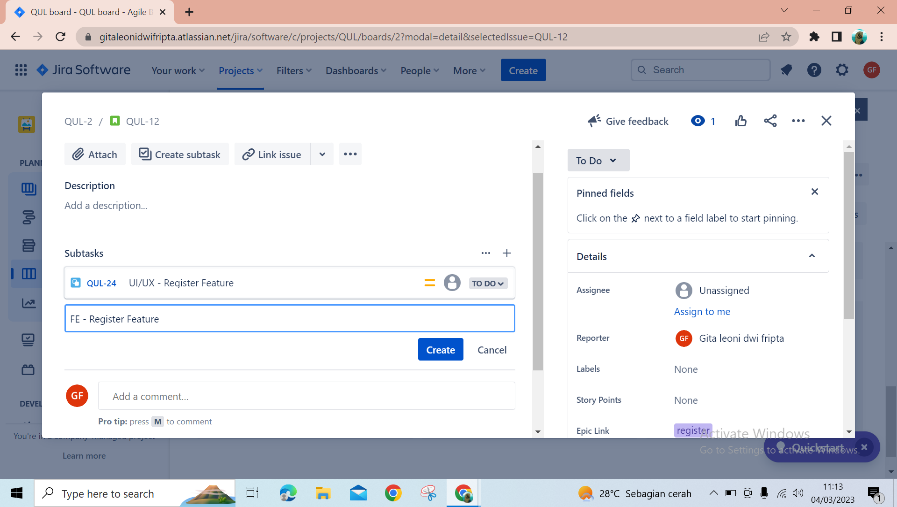 QUL board - QUL board - Agile
gitaleonidwifripta.atlassian.net/jira/software/c/projects/QUL/boards/2?modal=detail&selectedIssue=QUL-12
Jira Software
Your work
Projects
Filters
Dashboards
People
More
Create
Search
GF
QUL-2 / QUL-12
Give feedback
1
Attach
Create subtask
Link issue
To Do
Description
Add a description...
Pinned fields
Click on the next to a field label to start pinning.
Subtasks
QUL-24 UI/UX - Register Feature
TO DO
FE - Register Feature
Create
Cancel
GF
Add a comment...
Pro tip: press M to comment
Details
Assignee
Unassigned
Assign to me
Reporter
GF Gita leoni dwi fripta
Labels
None
Story Points
None
Epic Link
register
PLANN
DEVEL
You're in a company-managed project
Learn more
Activate Windows
Go to Settings to activate Windows.
Quickstart
Type here to search
28°C Sebagian cerah
11:13
04/03/2023
1